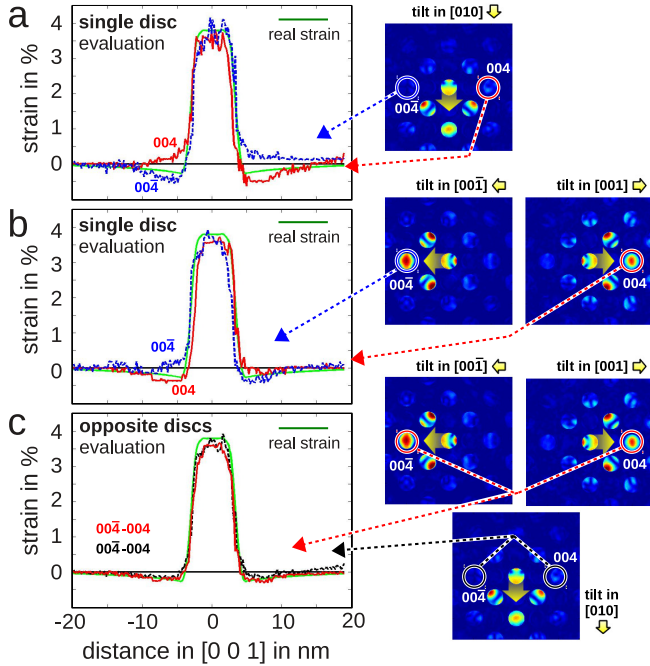 a
single disc
evaluation
real strain
strain in %
4
3
2
1
0
004
004̄
tilt in [010]
004
004̄
b
single disc
evaluation
real strain
strain in %
4
3
2
1
0
004̄
004
tilt in [001̄]
tilt in [001]
004̄
004
c
opposite discs
evaluation
real strain
strain in %
4
3
2
1
0
004̄-004
004̄-004
-20
-10
0
10
20
distance in [0 0 1] in nm
tilt in [001̄]
tilt in [001]
004̄
004
004
004̄
tilt in
[010]